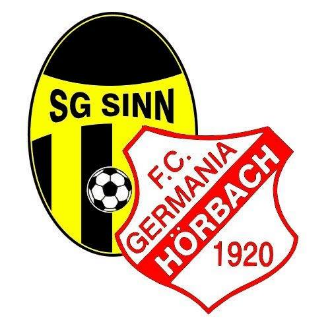 SG SINN
F.C.
GERMANIA
HÖRBACH
1920